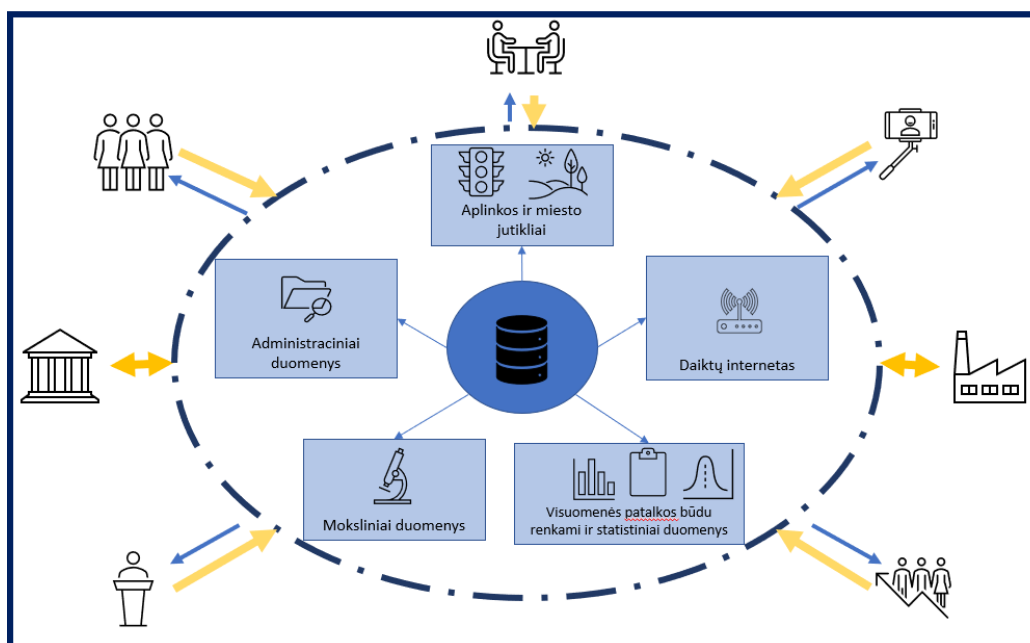 Aplinkos ir miesto
jutikliai
Administraciniai
duomenys
Daiktų internetas
Moksliniai duomenys
Visuomenės patalkos būdu
renkami ir statistiniai duomenys